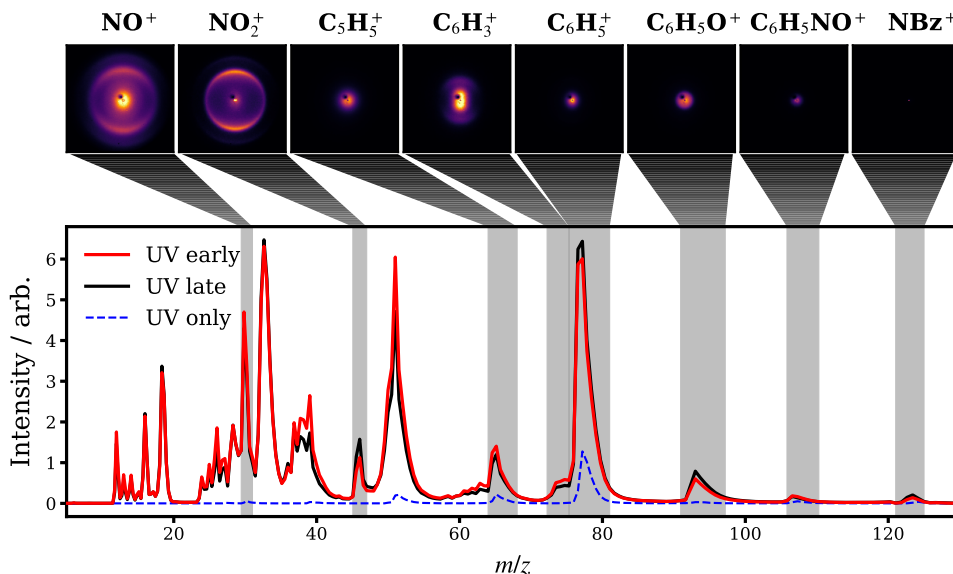 NO⁺ NO₂⁺ C₅H₅⁺ C₆H₃⁺ C₆H₅⁺ C₆H₅O⁺ C₆H₅NO⁺ NBz⁺
UV early
UV late
UV only
Intensity / arb.
6
5
4
3
2
1
0
20 40 60 80 100 120
m/z